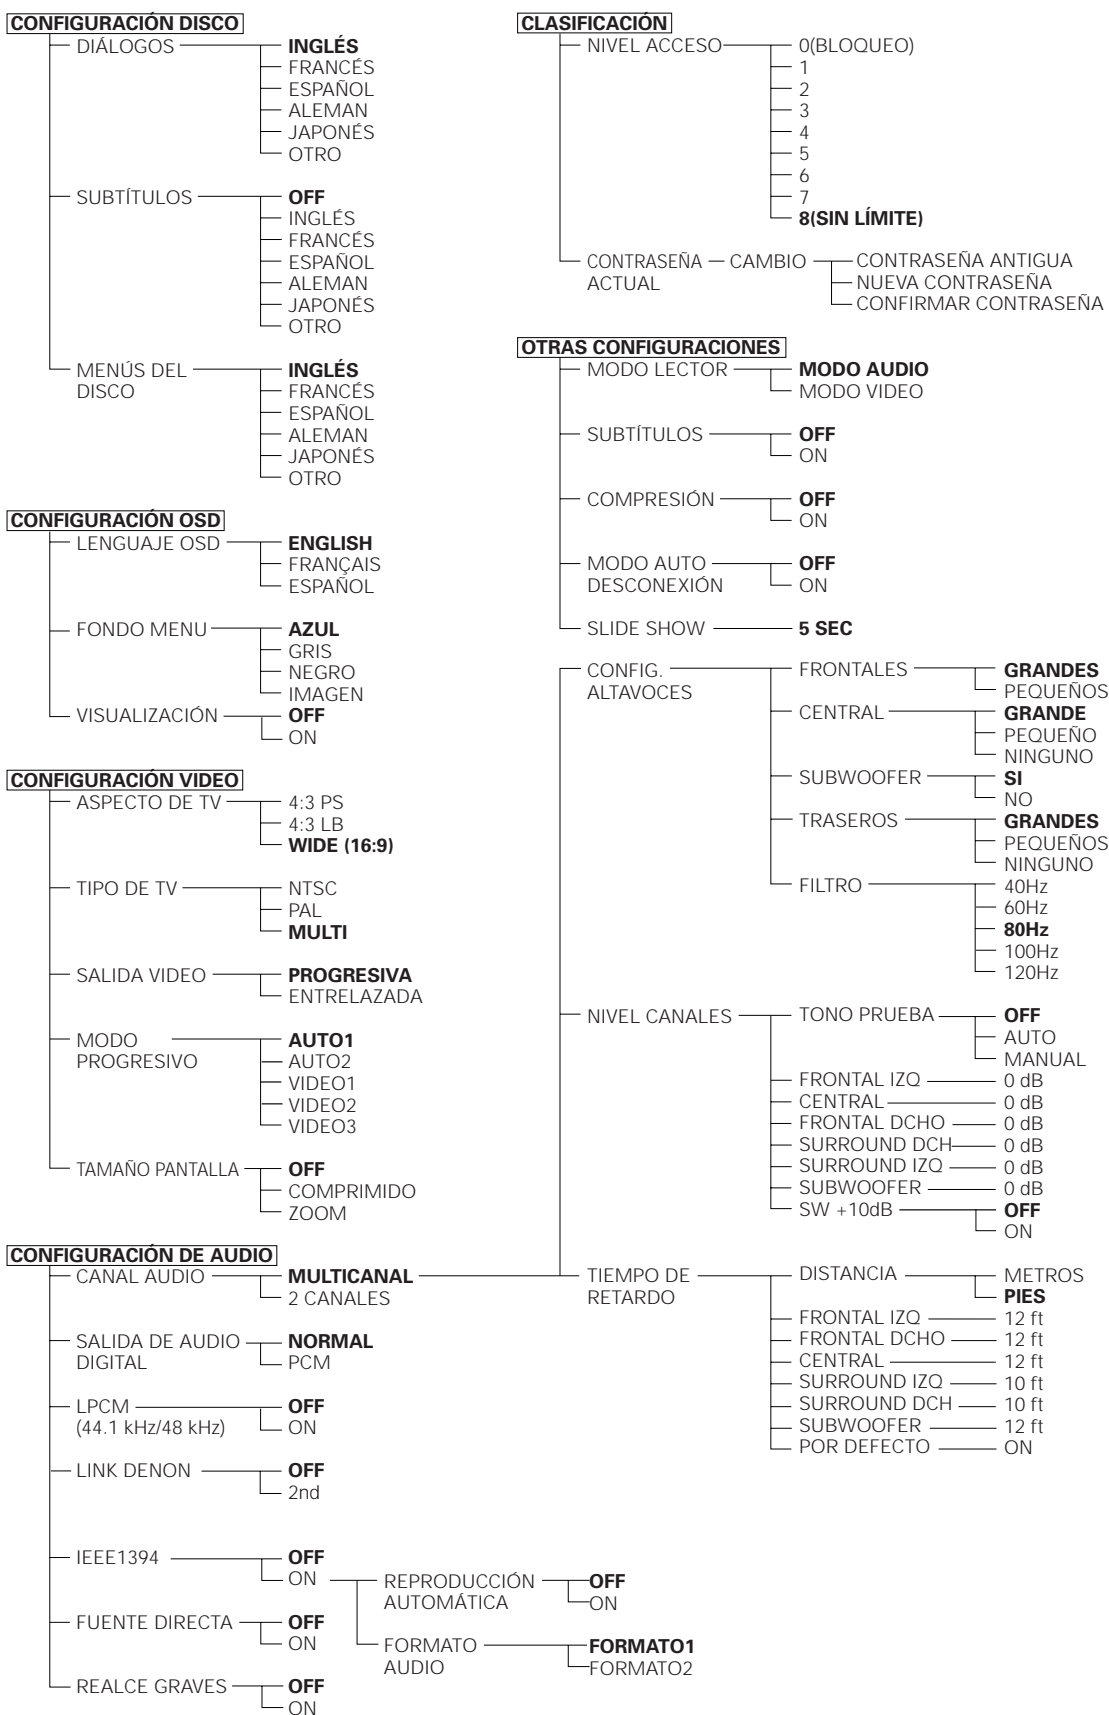 CONFIGURACIÓN DISCO
DIÁLOGOS
INGLÉS
FRANCÉS
ESPAÑOL
ALEMAN
JAPONÉS
OTRO
SUBTÍTULOS
OFF
INGLÉS
FRANCÉS
ESPAÑOL
ALEMAN
JAPONÉS
OTRO
MENÚS DEL
DISCO
INGLÉS
FRANCÉS
ESPAÑOL
ALEMAN
JAPONÉS
OTRO
CONFIGURACIÓN OSD
LENGUAJE OSD
ENGLISH
FRANÇAIS
ESPAÑOL
FONDO MENU
AZUL
GRIS
NEGRO
IMAGEN
VISUALIZACIÓN
OFF
ON
CONFIGURACIÓN VIDEO
ASPECTO DE TV
4:3 PS
4:3 LB
WIDE (16:9)
TIPO DE TV
NTSC
PAL
MULTI
SALIDA VIDEO
PROGRESIVA
ENTRELAZADA
MODO
PROGRESIVO
AUTO1
AUTO2
VIDEO1
VIDEO2
VIDEO3
TAMAÑO PANTALLA
OFF
COMPRIMIDO
ZOOM
CONFIGURACIÓN DE AUDIO
CANAL AUDIO
MULTICANAL
2 CANALES
SALIDA DE AUDIO
DIGITAL
NORMAL
PCM
LPCM
(44.1 kHz/48 kHz)
OFF
ON
LINK DENON
OFF
2nd
IEEE1394
OFF
ON
REPRODUCCIÓN
AUTOMÁTICA
OFF
ON
FORMATO
AUDIO
FORMATO1
FORMATO2
FUENTE DIRECTA
OFF
ON
REALCE GRAVES
OFF
ON
CLASIFICACIÓN
NIVEL ACCESO
0(BLOQUEO)
1
2
3
4
5
6
7
8(SIN LÍMITE)
CONTRASEÑA
ACTUAL
CAMBIO
CONTRASEÑA ANTIGUA
NUEVA CONTRASEÑA
CONFIRMAR CONTRASEÑA
OTRAS CONFIGURACIONES
MODO LECTOR
MODO AUDIO
MODO VIDEO
SUBTÍTULOS
OFF
ON
COMPRESIÓN
OFF
ON
MODO AUTO
DESCONEXIÓN
OFF
ON
SLIDE SHOW
5 SEC
CONFIG.
ALTAVOCES
FRONTALES
GRANDES
PEQUEÑOS
CENTRAL
GRANDE
PEQUEÑO
NINGUNO
SUBWOOFER
SI
NO
TRASEROS
GRANDES
PEQUEÑOS
NINGUNO
FILTRO
40Hz
60Hz
80Hz
100Hz
120Hz
NIVEL CANALES
TONO PRUEBA
OFF
AUTO
MANUAL
FRONTAL IZQ 0 dB
CENTRAL 0 dB
FRONTAL DCHO 0 dB
SURROUND DCH 0 dB
SURROUND IZQ 0 dB
SUBWOOFER 0 dB
SW +10dB
OFF
ON
TIEMPO DE
RETARDO
DISTANCIA
METROS
PIES
FRONTAL IZQ 12 ft
FRONTAL DCHO 12 ft
CENTRAL 12 ft
SURROUND IZQ 10 ft
SURROUND DCH 10 ft
SUBWOOFER 12 ft
POR DEFECTO ON